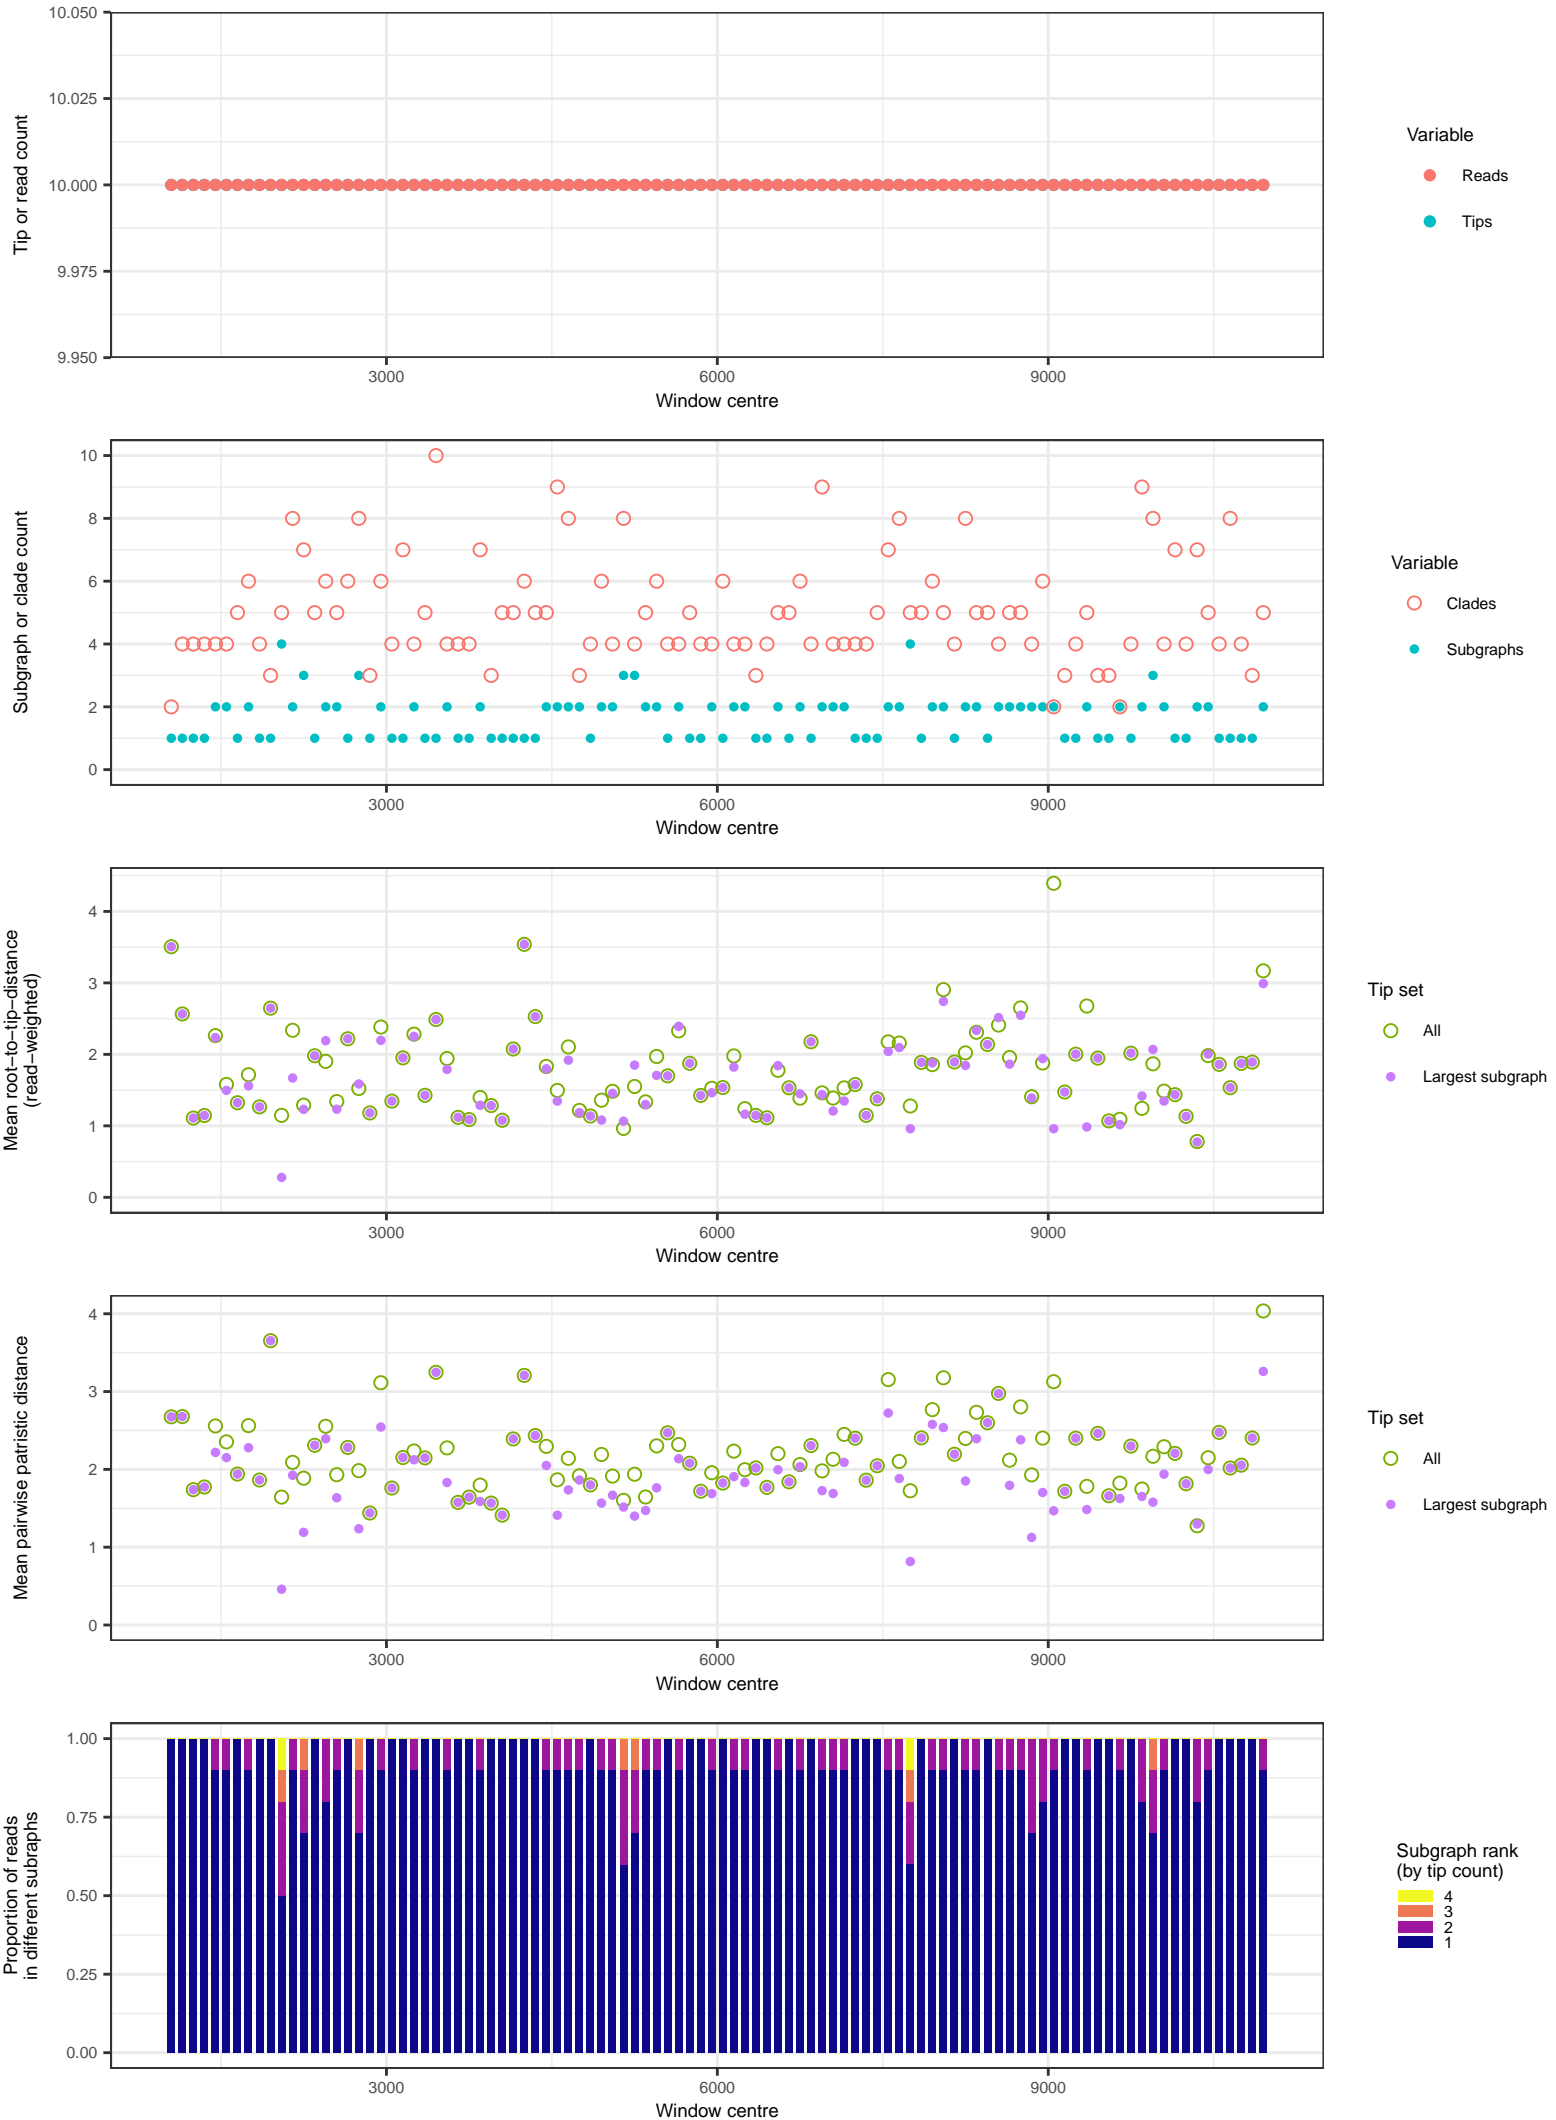 10.050
10.025
10.000
9.975
9.950
Tip or read count
3000
6000
9000
Window centre
Variable
Reads
Tips
10
8
6
4
2
0
Subgraph or clade count
3000
6000
9000
Window centre
Variable
Clades
Subgraphs
4
3
2
1
0
Mean root−to−tip−distance
(read−weighted)
3000
6000
9000
Window centre
Tip set
All
Largest subgraph
4
3
2
1
0
Mean pairwise patristic distance
3000
6000
9000
Window centre
Tip set
All
Largest subgraph
1.00
0.75
0.50
0.25
0.00
Proportion of reads
in different subraphs
3000
6000
9000
Window centre
Subgraph rank
(by tip count)
4
3
2
1